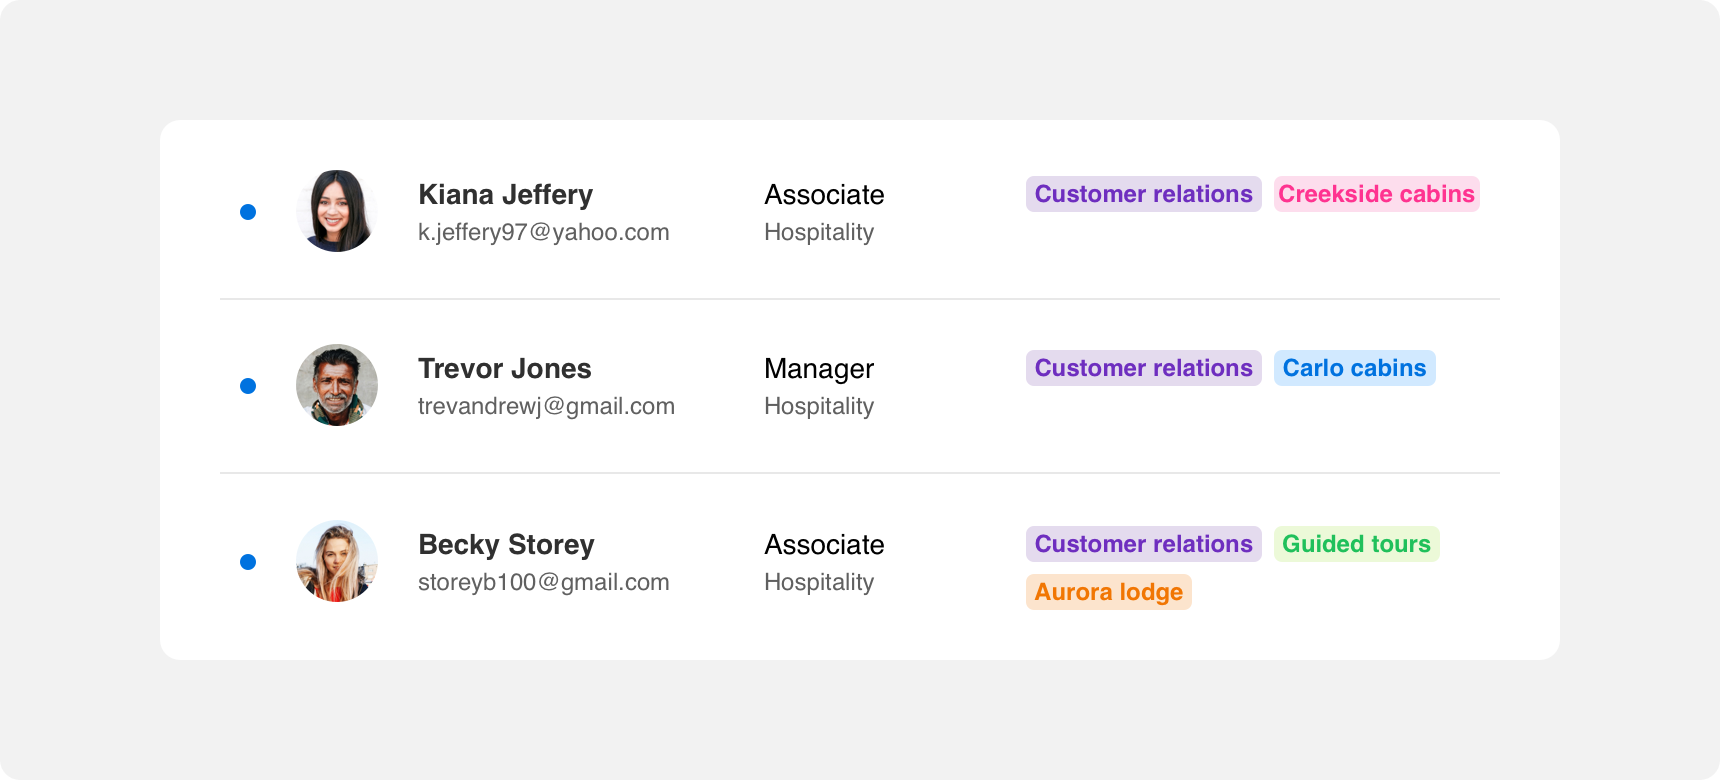 Kiana Jeffery
k.jeffery97@yahoo.com
Associate
Hospitality
Customer relations
Creekside cabins
Trevor Jones
trevandrewj@gmail.com
Manager
Hospitality
Customer relations
Carlo cabins
Becky Storey
storeyb100@gmail.com
Associate
Hospitality
Customer relations
Guided tours
Aurora lodge